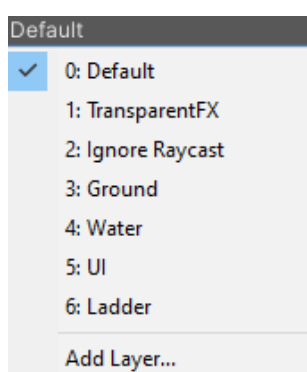 Default
0: Default
1: TransparentFX
2: Ignore Raycast
3: Ground
4: Water
5: UI
6: Ladder
Add Layer...